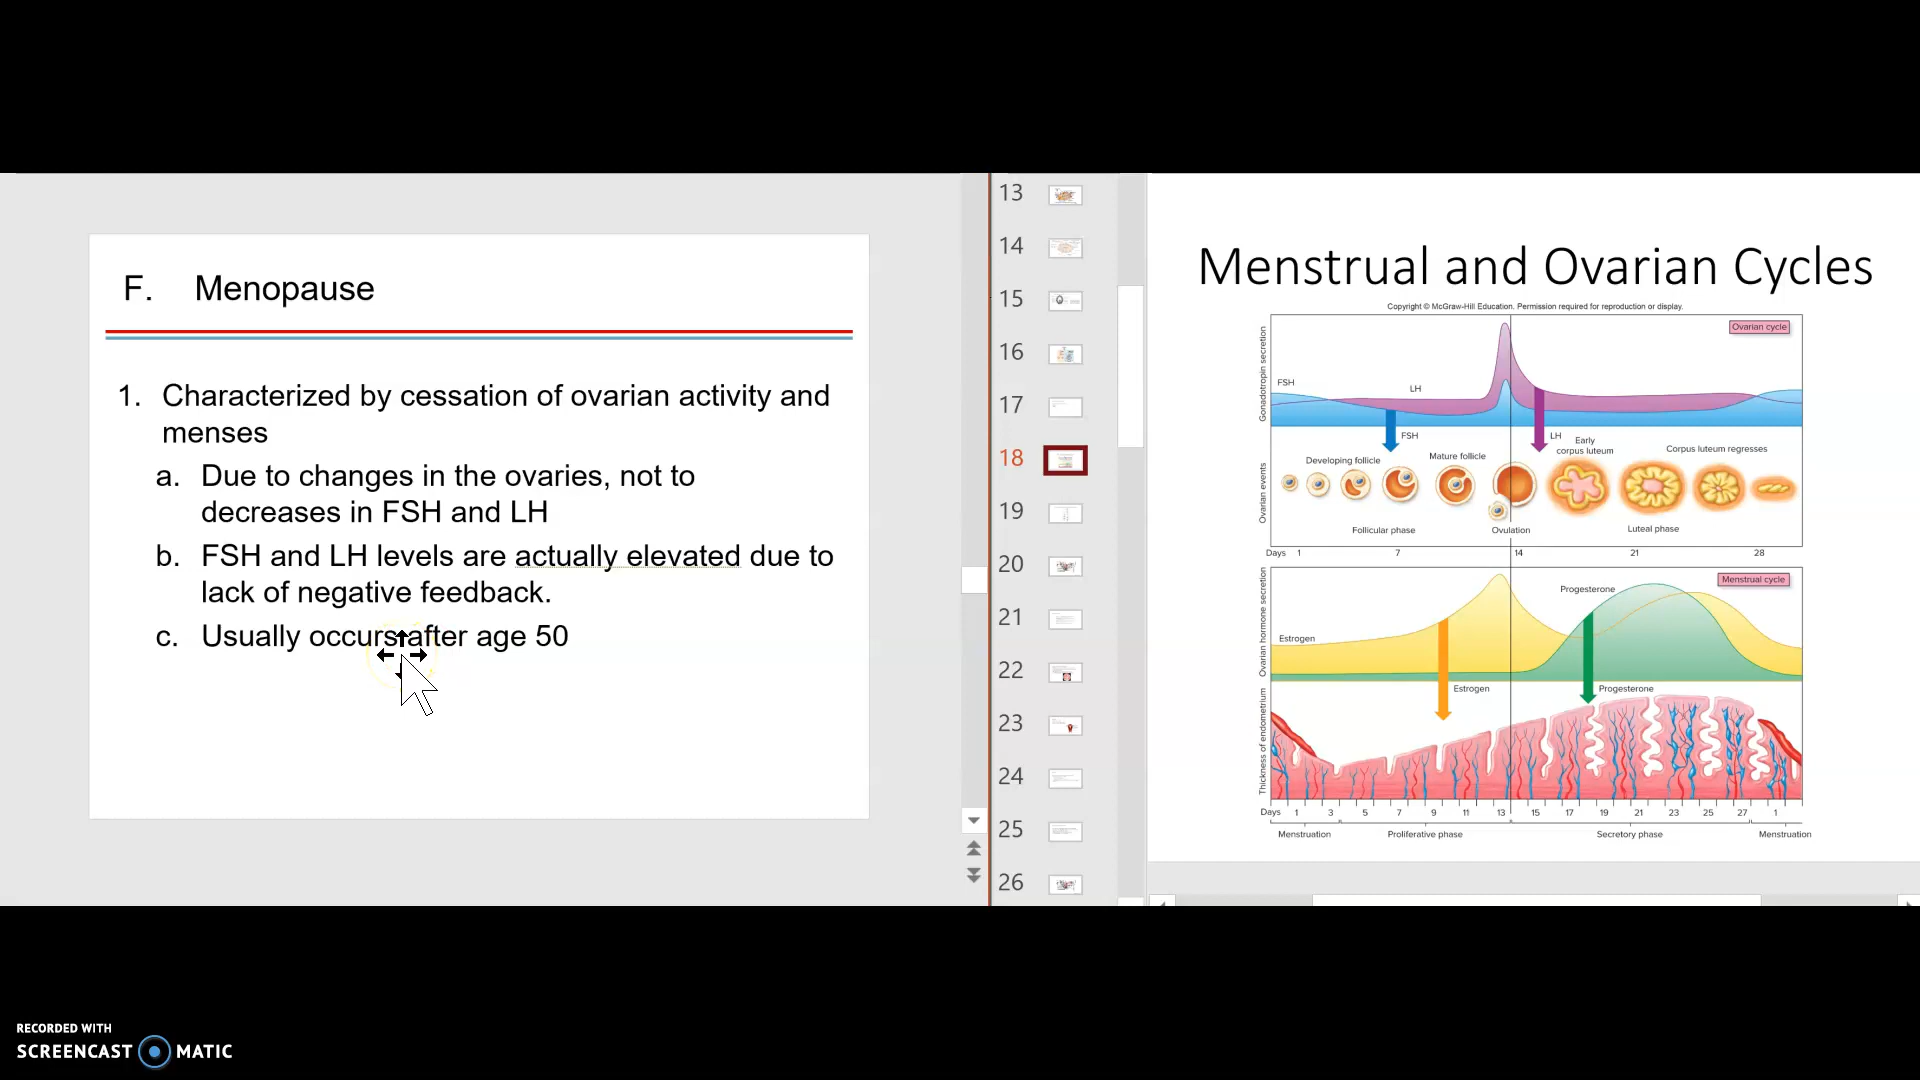 F. Menopause
1. Characterized by cessation of ovarian activity and
menses
a. Due to changes in the ovaries, not to
decreases in FSH and LH
b. FSH and LH levels are actually elevated due to
lack of negative feedback.
c. Usually occurs after age 50
13
14
15
16
17
18
19
20
21
22
23
24
25
26
Menstrual and Ovarian Cycles
Copyright © McGraw-Hill Education. Permission required for reproduction or display.
Ovarian cycle
Gonadotropin secretion
FSH
LH
FSH
LH
Ovarian events
Developing follicle
Mature follicle
Early
corpus luteum
Corpus luteum regresses
Follicular phase
Ovulation
Luteal phase
Days 1 7 14 21 28
Menstrual cycle
Ovarian hormone secretion
Progesterone
Estrogen
Estrogen
Progesterone
Thickness of endometrium
Days 1 3 5 7 9 11 13 15 17 19 21 23 25 27 1
Menstruation Proliferative phase Secretory phase Menstruation
RECORDED WITH
SCREENCAST MATIC